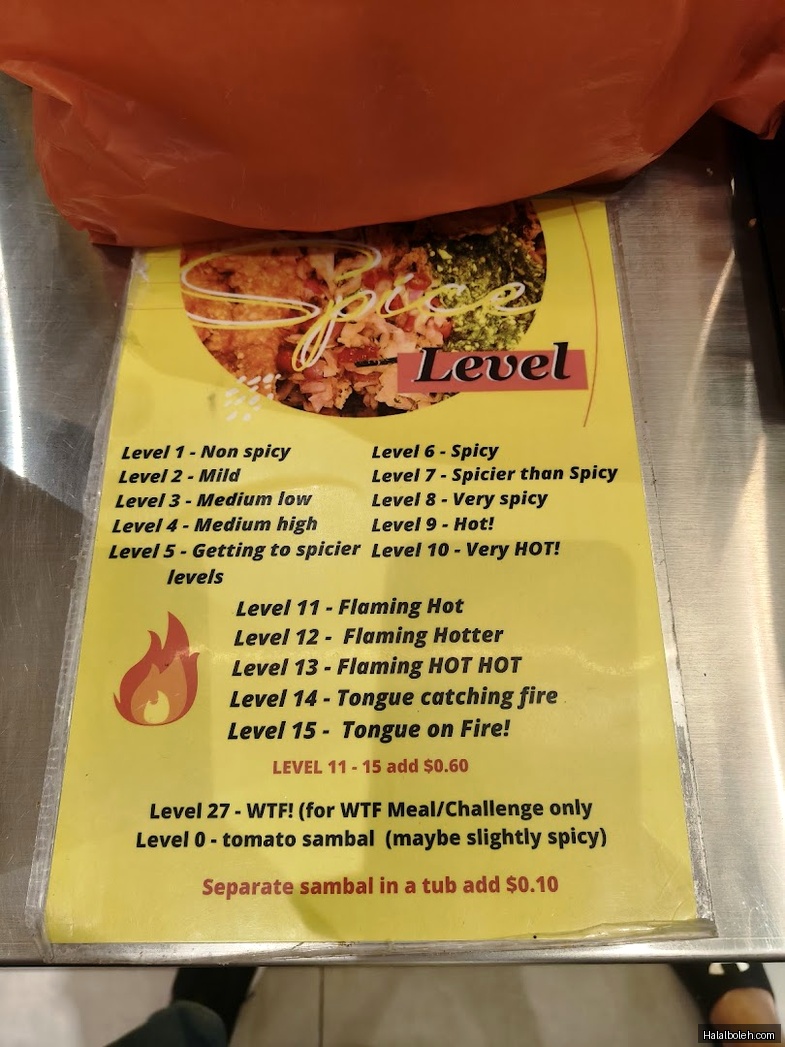 Spice
Level
Level 1 - Non spicy
Level 2 - Mild
Level 3 - Medium low
Level 4 - Medium high
Level 5 - Getting to spicier
levels
Level 6 - Spicy
Level 7 - Spicier than Spicy
Level 8 - Very spicy
Level 9 - Hot!
Level 10 - Very HOT!
Level 11 - Flaming Hot
Level 12 - Flaming Hotter
Level 13 - Flaming HOT HOT
Level 14 - Tongue catching fire
Level 15 - Tongue on Fire!
LEVEL 11 - 15 add $0.60
Level 27 - WTF! (for WTF Meal/Challenge only
Level 0 - tomato sambal (maybe slightly spicy)
Separate sambal in a tub add $0.10
Halalboleh.com